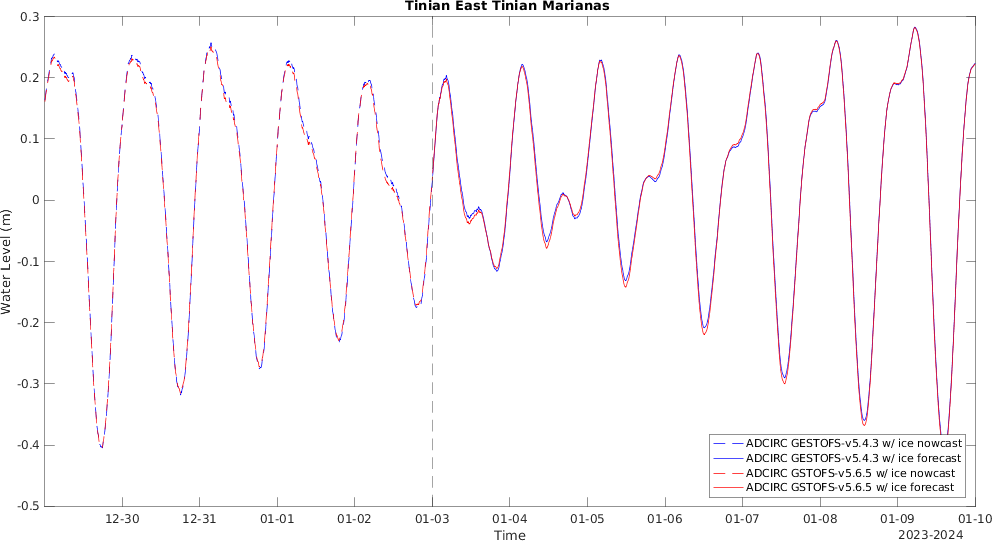 Tinian East Tinian Marianas
0.3
0.2
0.1
0
-0.1
-0.2
-0.3
-0.4
-0.5
Water Level (m)
ADCIRC GESTOFS-v5.4.3 w/ ice nowcast
ADCIRC GESTOFS-v5.4.3 w/ ice forecast
ADCIRC GSTOFS-v5.6.5 w/ ice nowcast
ADCIRC GSTOFS-v5.6.5 w/ ice forecast
12-30 12-31 01-01 01-02 01-03 01-04 01-05 01-06 01-07 01-08 01-09 01-10
Time
2023-2024